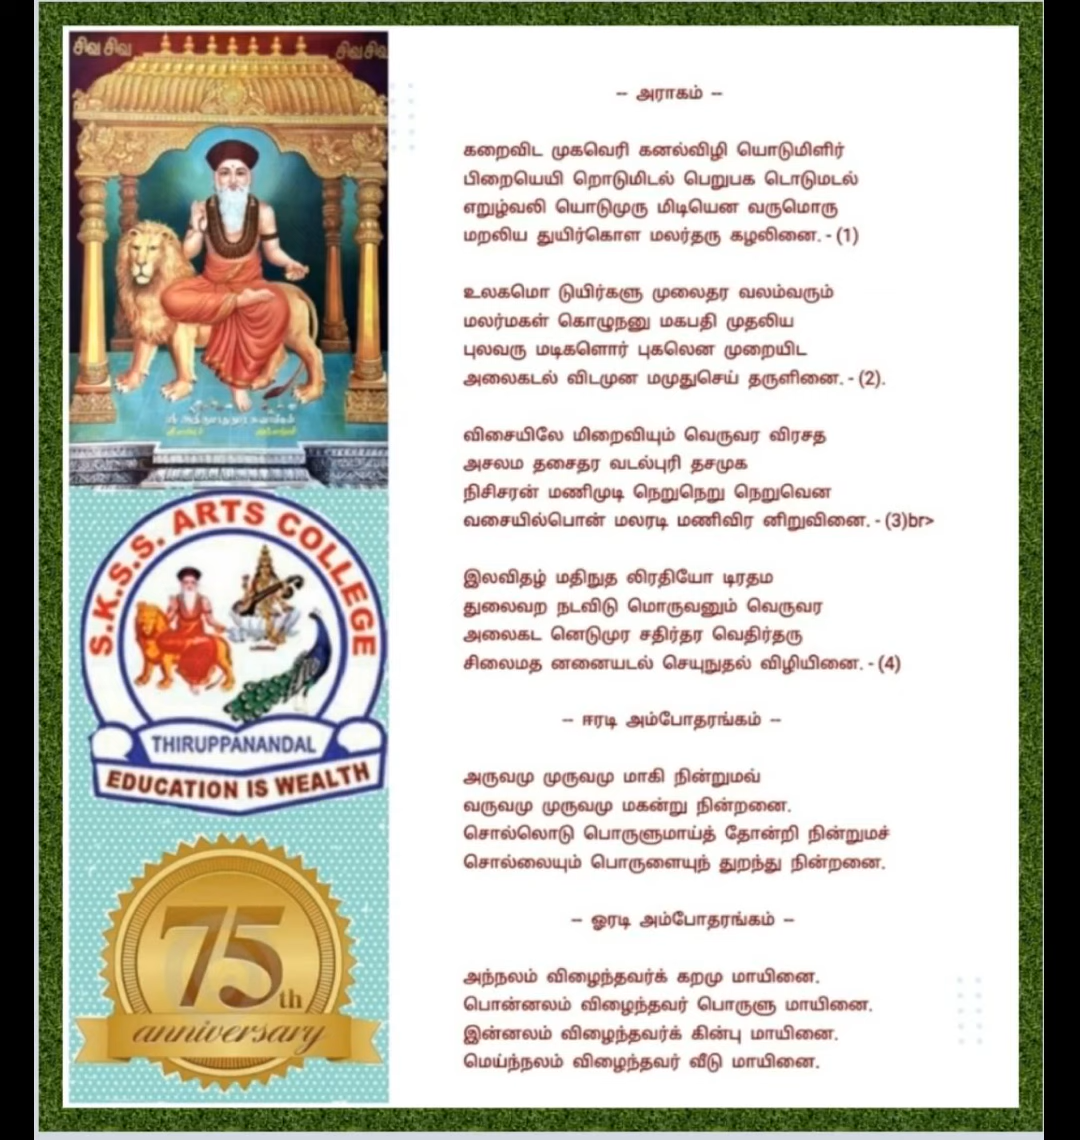 சிவ சிவ
சிவ சிவ
-- அராகம் --
கறைவிட முகவெரி கனல்விழி யொடுமிளிர்
பிறையெயி றொடுமிடல் பெறுபக டொடுமடல்
எறுழ்வலி யொடுமுரு மிடியென வருமொரு
மறலிய துயிர்கொள மலர்தரு கழலினை. - (1)
உலகமொ டுயிர்களு முலைதர வலம்வரும்
மலர்மகள் கொழுநனு மகபதி முதலிய
புலவரு மடிகளொர் புகலென முறையிட
அலைகடல் விடமுன மமுதுசெய் தருளினை. - (2).
விசையிலே மிறைவியும் வெருவர விரசத
அசலம தசைதர வடல்புரி தசமுக
நிசிசரன் மணிமுடி நெறுநெறு நெறுவென
வசையில்பொன் மலரடி மணிவிர னிறுவினை. - (3)br>
இலவிதழ் மதிநுத லிரதியோ டிரதம
துலைவற நடவிடு மொருவனும் வெருவர
அலைகட னெடுமுர சதிர்தர வெதிர்தரு
சிலைமத னனையடல் செயுநுதல் விழியினை. - (4)
-- ஈரடி அம்போதரங்கம் --
அருவமு முருவமு மாகி நின்றுமவ்
வருவமு முருவமு மகன்று நின்றனை.
சொல்லொடு பொருளுமாய்த் தோன்றி நின்றுமச்
சொல்லையும் பொருளையுந் துறந்து நின்றனை.
-- ஓரடி அம்போதரங்கம் --
அந்நலம் விழைந்தவர்க் கறமு மாயினை.
பொன்னலம் விழைந்தவர் பொருளு மாயினை.
இன்னலம் விழைந்தவர்க் கின்பு மாயினை.
மெய்ந்நலம் விழைந்தவர் வீடு மாயினை.
S.K.S.S. ARTS COLLEGE
THIRUPPANANDAL
EDUCATION IS WEALTH
75th
anniversary